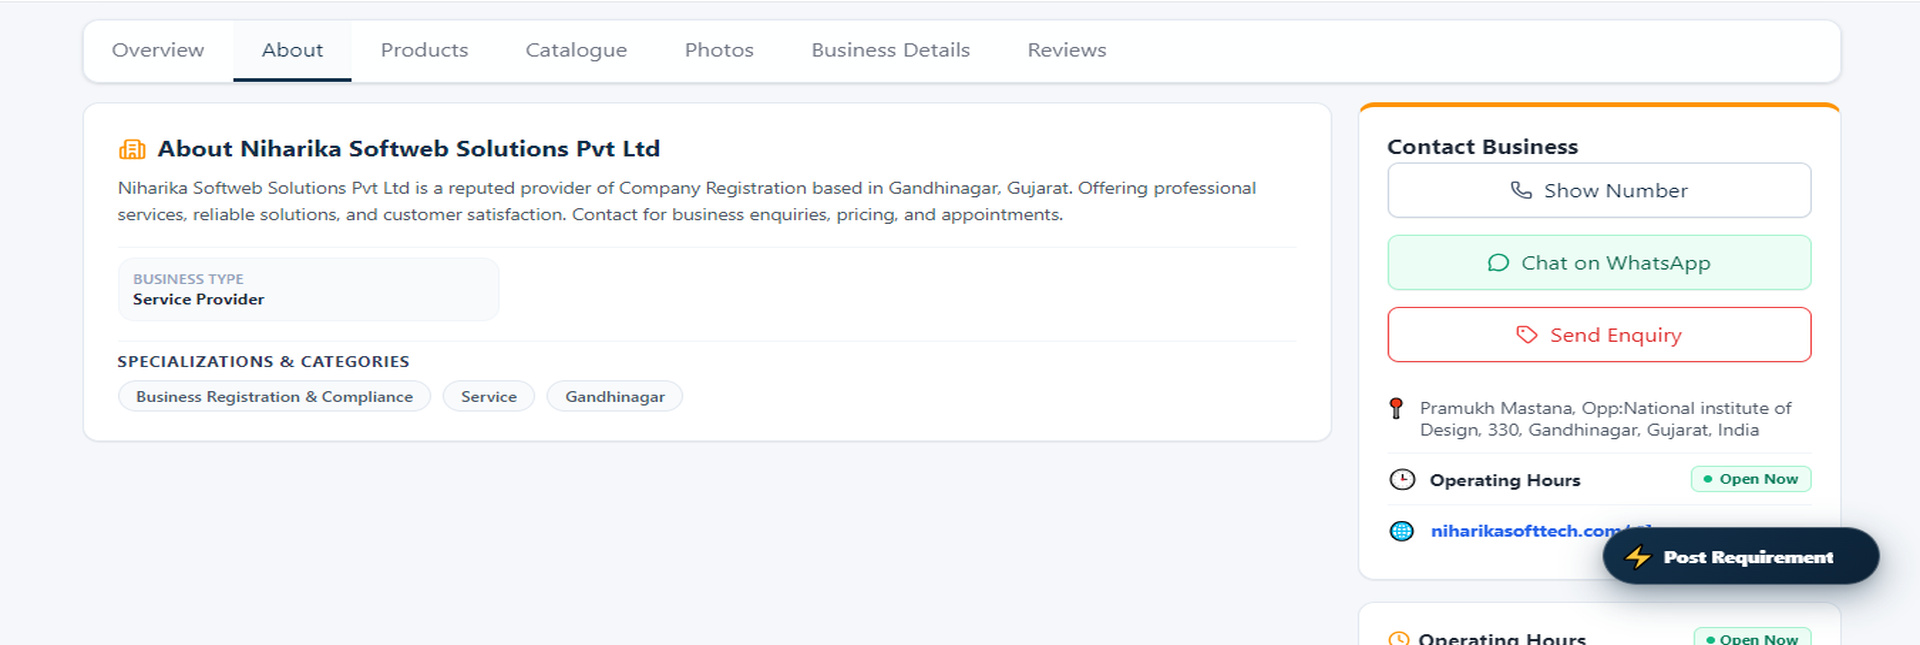 Overview About Products Catalogue Photos Business Details Reviews
About Niharika Softweb Solutions Pvt Ltd
Niharika Softweb Solutions Pvt Ltd is a reputed provider of Company Registration based in Gandhinagar, Gujarat. Offering professional
services, reliable solutions, and customer satisfaction. Contact for business enquiries, pricing, and appointments.
BUSINESS TYPE
Service Provider
SPECIALIZATIONS & CATEGORIES
Business Registration & Compliance Service Gandhinagar
Contact Business
Show Number
Chat on WhatsApp
Send Enquiry
Pramukh Mastana, Opp:National institute of
Design, 330, Gandhinagar, Gujarat, India
Operating Hours Open Now
niharikasofttech.com/
Post Requirement
Operating Hours Open Now